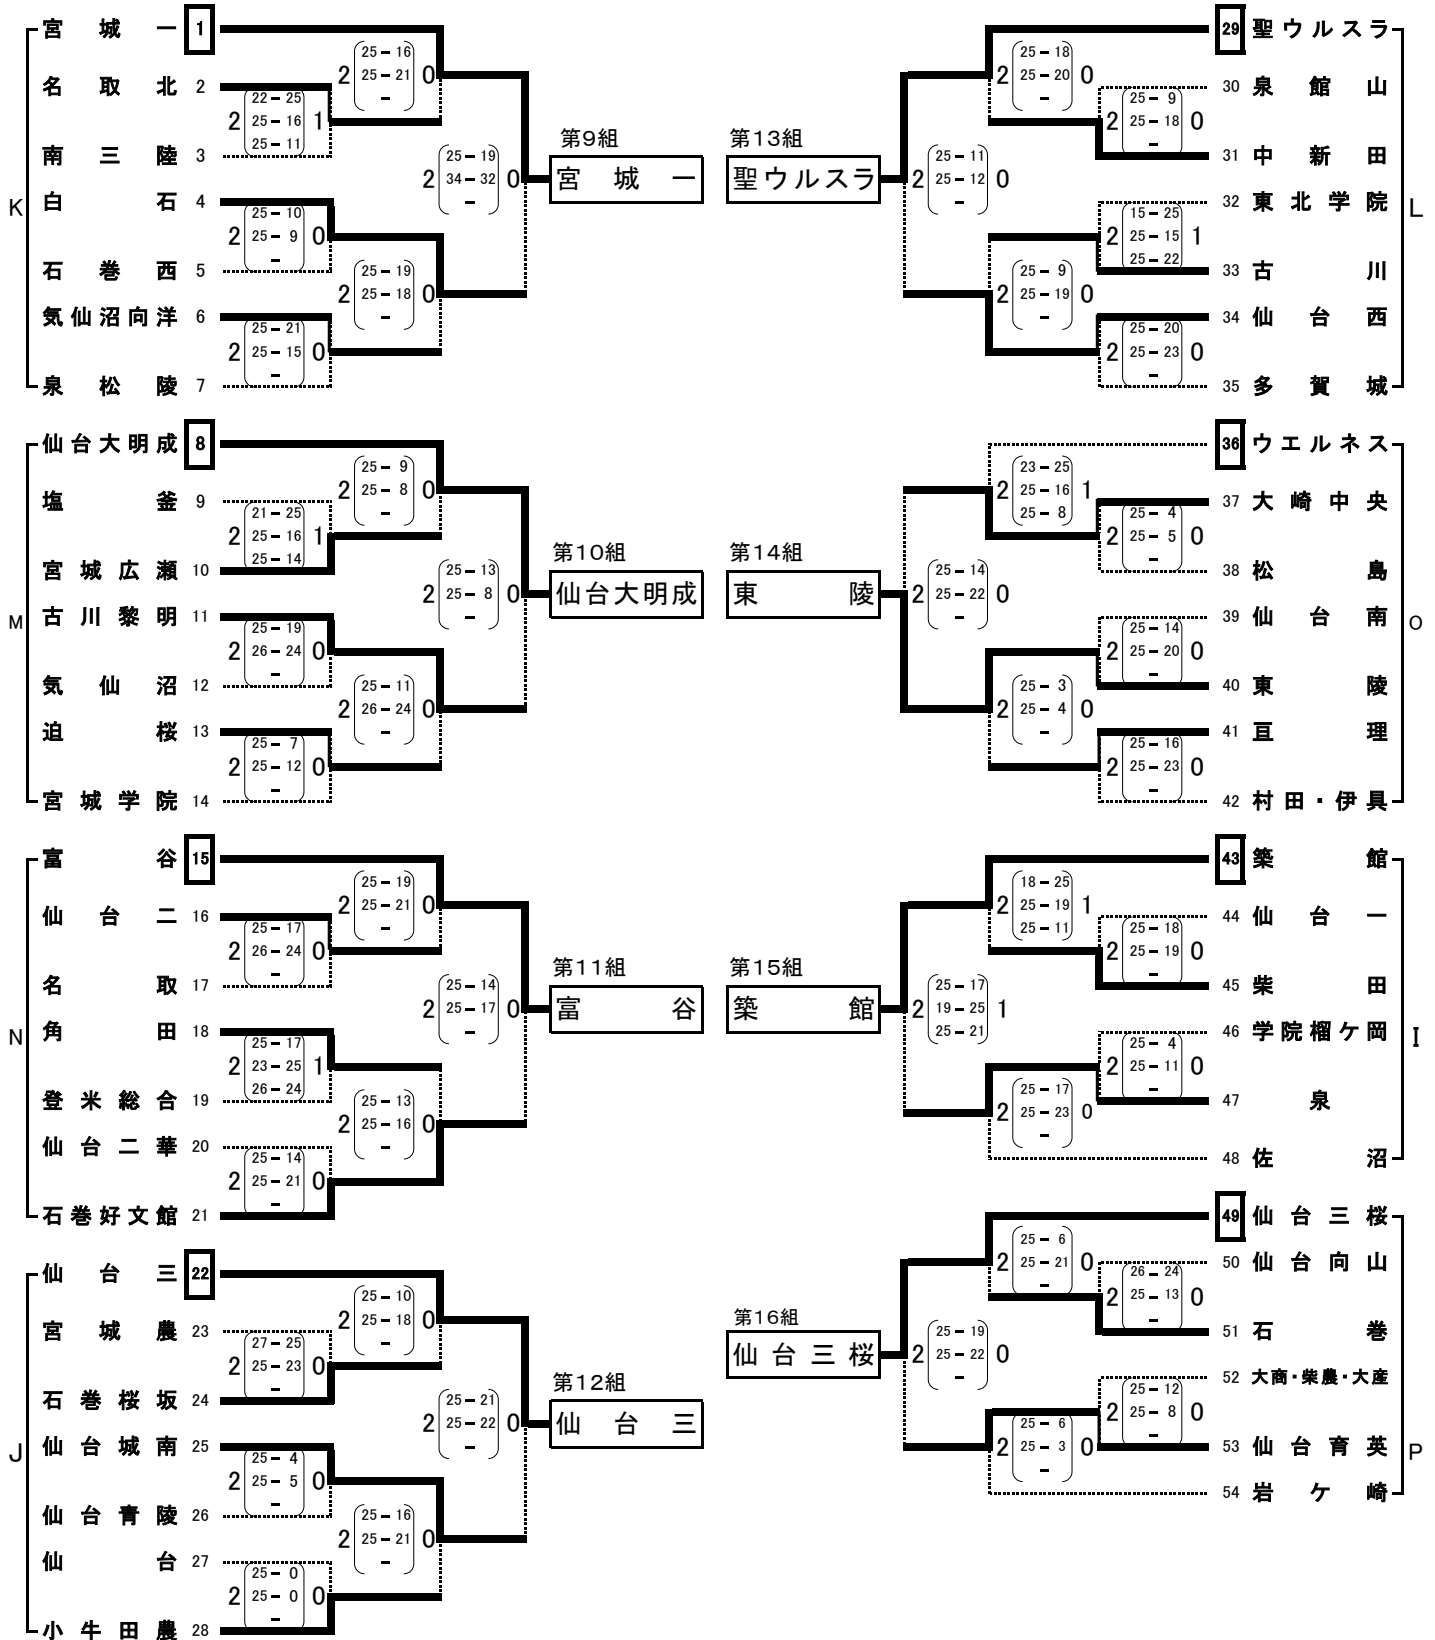 K
宮城一 1
名取北 2
南三陸 3
白石 4
石巻西 5
気仙沼向洋 6
泉松陵 7
2 22－25 25－16 25－11 1
2 25－10 25－9 － 0
2 25－21 25－15 － 0
2 25－16 25－21 － 0
2 25－19 25－18 － 0
2 25－19 34－32 － 0
第9組
宮城一
M
仙台大明成 8
塩釜 9
宮城広瀬 10
古川黎明 11
気仙沼 12
迫桜 13
宮城学院 14
2 21－25 25－16 25－14 1
2 25－19 26－24 － 0
2 25－7 25－12 － 0
2 25－9 25－8 － 0
2 25－11 26－24 － 0
2 25－13 25－8 － 0
第10組
仙台大明成
N
富谷 15
仙台二 16
名取 17
角田 18
登米総合 19
仙台二華 20
石巻好文館 21
2 25－17 26－24 － 0
2 25－17 23－25 26－24 1
2 25－14 25－21 － 0
2 25－19 25－21 － 0
2 25－13 25－16 － 0
2 25－14 25－17 － 0
第11組
富谷
J
仙台三 22
宮城農 23
石巻桜坂 24
仙台城南 25
仙台青陵 26
仙台 27
小牛田農 28
2 27－25 25－23 － 0
2 25－4 25－5 － 0
2 25－0 25－0 － 0
2 25－10 25－18 － 0
2 25－16 25－21 － 0
2 25－21 25－22 － 0
第12組
仙台三
L
29 聖ウルスラ
30 泉館山
31 中新田
32 東北学院
33 古川
34 仙台西
35 多賀城
2 25－9 25－18 － 0
2 15－25 25－15 25－22 1
2 25－20 25－23 － 0
2 25－18 25－20 － 0
2 25－9 25－19 － 0
2 25－11 25－12 － 0
第13組
聖ウルスラ
O
36 ウエルネス
37 大崎中央
38 松島
39 仙台南
40 東陵
41 亘理
42 村田・伊具
2 25－4 25－5 － 0
2 25－14 25－20 － 0
2 25－16 25－23 － 0
2 23－25 25－16 25－8 1
2 25－3 25－4 － 0
2 25－14 25－22 － 0
第14組
東陵
I
43 築館
44 仙台一
45 柴田
46 学院榴ケ岡
47 泉
48 佐沼
2 25－18 25－19 － 0
2 25－4 25－11 － 0
2 18－25 25－19 25－11 1
2 25－17 25－23 － 0
2 25－17 19－25 25－21 1
第15組
築館
P
49 仙台三桜
50 仙台向山
51 石巻
52 大商・柴農・大産
53 仙台育英
54 岩ケ崎
2 26－24 25－13 － 0
2 25－12 25－8 － 0
2 25－6 25－21 － 0
2 25－6 25－3 － 0
2 25－19 25－22 － 0
第16組
仙台三桜